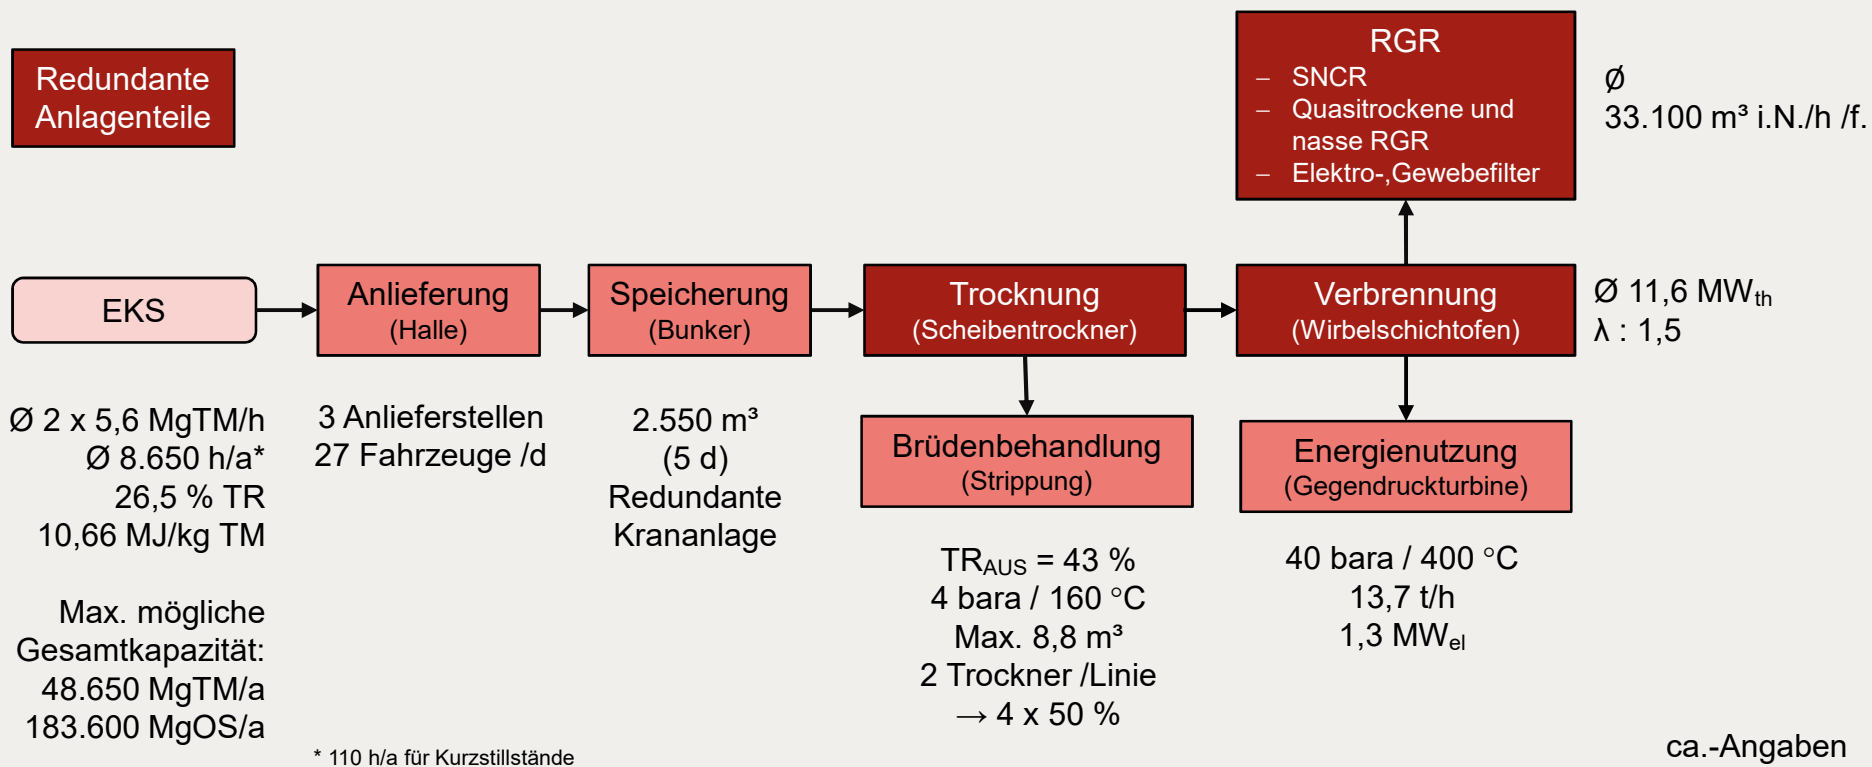 Redundante
Anlagenteile
RGR
– SNCR
– Quasitrockene und
nasse RGR
– Elektro-,Gewebefilter
Ø
33.100 m³ i.N./h /f.
EKS
Anlieferung
(Halle)
Speicherung
(Bunker)
Trocknung
(Scheibentrockner)
Verbrennung
(Wirbelschichtofen)
Ø 11,6 MWth
λ : 1,5
Ø 2 x 5,6 MgTM/h
Ø 8.650 h/a*
26,5 % TR
10,66 MJ/kg TM
Max. mögliche
Gesamtkapazität:
48.650 MgTM/a
183.600 MgOS/a
3 Anlieferstellen
27 Fahrzeuge /d
2.550 m³
(5 d)
Redundante
Krananlage
Brüdenbehandlung
(Strippung)
TRAUS = 43 %
4 bara / 160 °C
Max. 8,8 m³
2 Trockner /Linie
→ 4 x 50 %
Energienutzung
(Gegendruckturbine)
40 bara / 400 °C
13,7 t/h
1,3 MWel
* 110 h/a für Kurzstillstände
ca.-Angaben